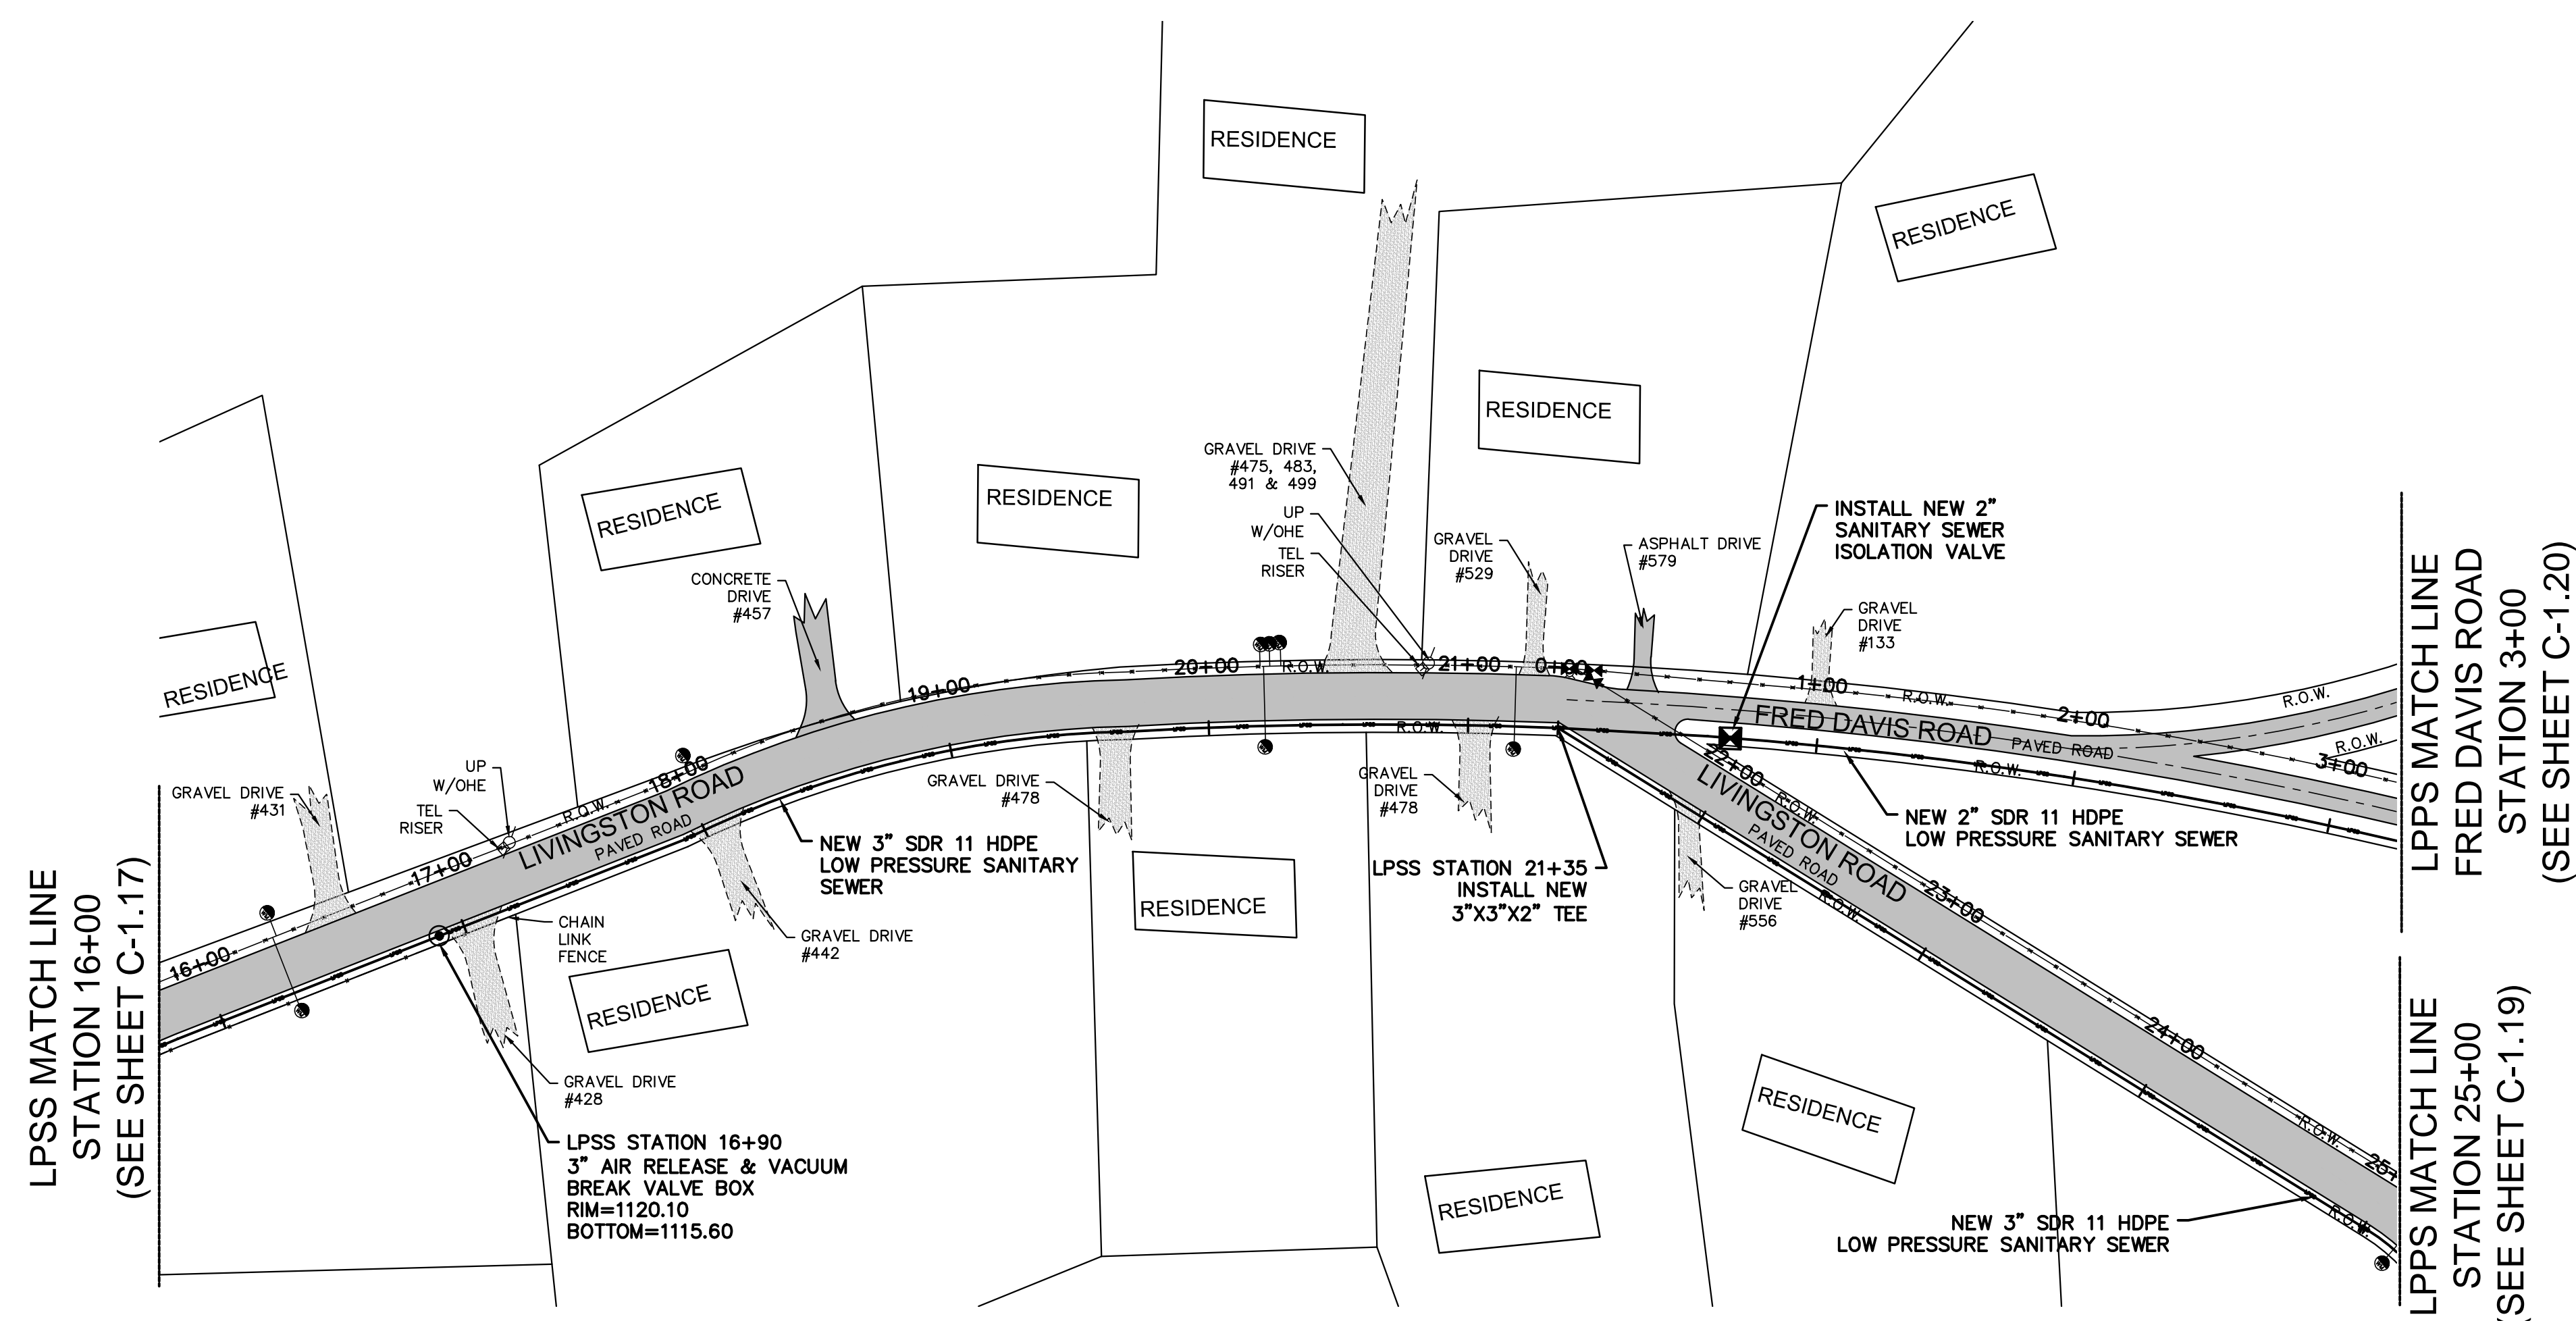 RESIDENCE
RESIDENCE
RESIDENCE
RESIDENCE
RESIDENCE
RESIDENCE
GRAVEL DRIVE
#475, 483,
491 & 499
UP
W/OHE
TEL
RISER
GRAVEL
DRIVE
#529
ASPHALT DRIVE
#579
INSTALL NEW 2”
SANITARY SEWER
ISOLATION VALVE
GRAVEL
DRIVE
#133
CONCRETE
DRIVE
#457
RESIDENCE
GRAVEL DRIVE
#431
UP
W/OHE
TEL
RISER
16+00
17+00
18+00
19+00
20+00
21+00
0+00
1+00
2+00
3+00
22+00
23+00
24+00
25+
R.O.W.
R.O.W.
R.O.W.
R.O.W.
R.O.W.
R.O.W.
R.O.W.
R.O.W.
R.O.W.
R.O.W.
R.O.W.
LIVINGSTON ROAD
PAVED ROAD
FRED DAVIS ROAD
PAVED ROAD
LIVINGSTON ROAD
PAVED ROAD
GRAVEL DRIVE
#478
GRAVEL
DRIVE
#478
NEW 3” SDR 11 HDPE
LOW PRESSURE SANITARY
SEWER
NEW 2” SDR 11 HDPE
LOW PRESSURE SANITARY SEWER
LPSS STATION 21+35
INSTALL NEW
3”X3”X2” TEE
GRAVEL
DRIVE
#556
CHAIN
LINK
FENCE
GRAVEL DRIVE
#442
RESIDENCE
RESIDENCE
GRAVEL DRIVE
#428
LPSS STATION 16+90
3” AIR RELEASE & VACUUM
BREAK VALVE BOX
RIM=1120.10
BOTTOM=1115.60
RESIDENCE
RESIDENCE
NEW 3” SDR 11 HDPE
LOW PRESSURE SANITARY SEWER
LPSS MATCH LINE
STATION 16+00
(SEE SHEET C-1.17)
LPPS MATCH LINE
FRED DAVIS ROAD
STATION 3+00
(SEE SHEET C-1.20)
LPPS MATCH LINE
STATION 25+00
(SEE SHEET C-1.19)